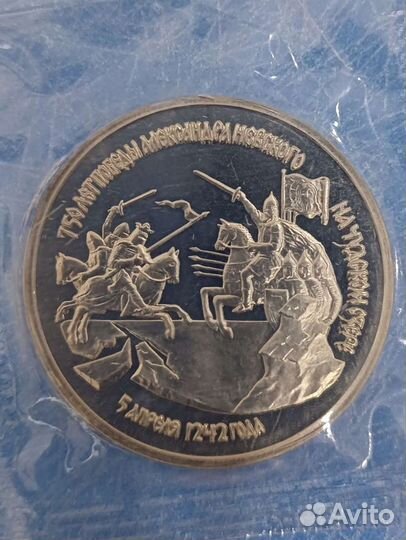 750 ЛЕТ ПОБЕДЫ АЛЕКСАНДРА НЕВСКОГО
НА ЧУДСКОМ ОЗЕРЕ
5 АПРЕЛЯ 1242 ГОДА
Avito